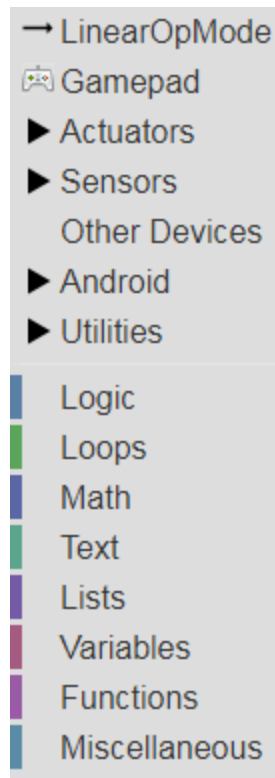 LinearOpMode
Gamepad
Actuators
Sensors
Other Devices
Android
Utilities
Logic
Loops
Math
Text
Lists
Variables
Functions
Miscellaneous